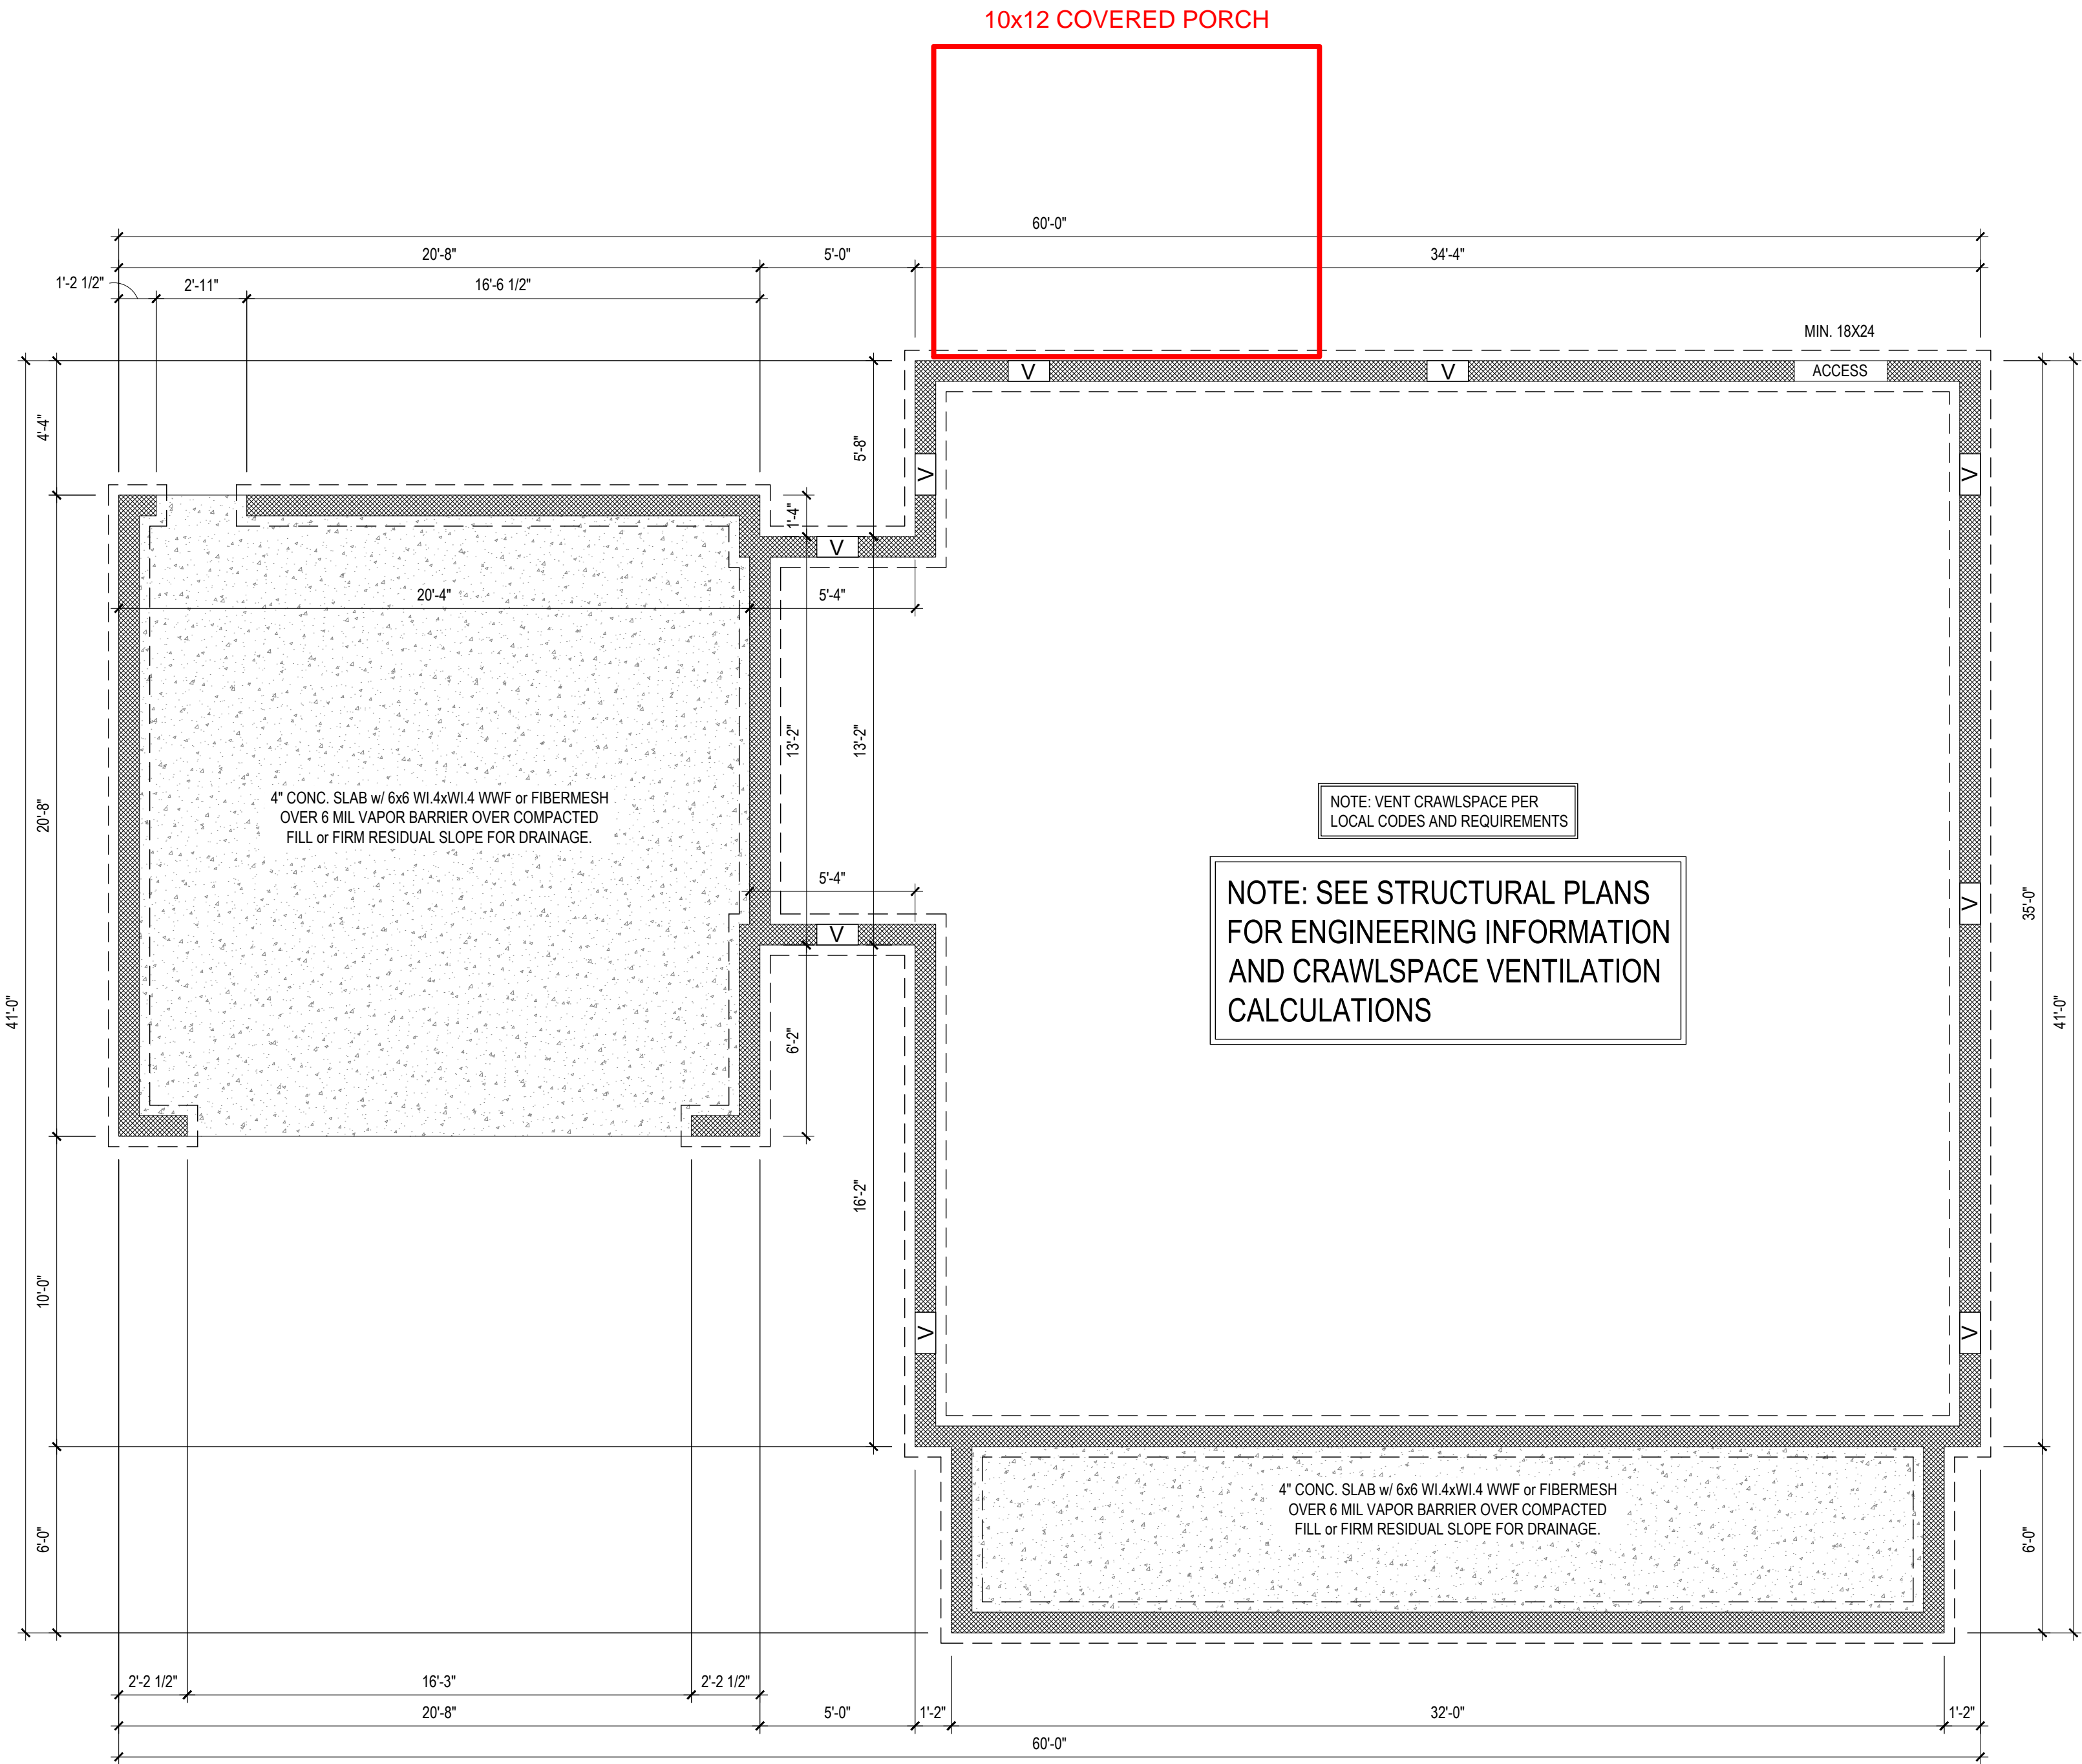 10x12 COVERED PORCH
60'-0"
20'-8"
5'-0"
34'-4"
1'-2 1/2"
2'-11"
16'-6 1/2"
MIN. 18X24
V
V
ACCESS
4'-4"
5'-8"
V
V
1'-4"
V
20'-4"
5'-4"
13'-2"
13'-2"
4" CONC. SLAB w/ 6x6 WI.4xWI.4 WWF or FIBERMESH
OVER 6 MIL VAPOR BARRIER OVER COMPACTED
FILL or FIRM RESIDUAL SLOPE FOR DRAINAGE.
20'-8"
NOTE: VENT CRAWLSPACE PER
LOCAL CODES AND REQUIREMENTS
5'-4"
NOTE: SEE STRUCTURAL PLANS
FOR ENGINEERING INFORMATION
AND CRAWLSPACE VENTILATION
CALCULATIONS
V
35'-0"
V
41'-0"
41'-0"
6'-2"
16'-2"
10'-0"
V
V
4" CONC. SLAB w/ 6x6 WI.4xWI.4 WWF or FIBERMESH
OVER 6 MIL VAPOR BARRIER OVER COMPACTED
FILL or FIRM RESIDUAL SLOPE FOR DRAINAGE.
6'-0"
6'-0"
2'-2 1/2"
16'-3"
2'-2 1/2"
20'-8"
5'-0"
1'-2"
32'-0"
1'-2"
60'-0"